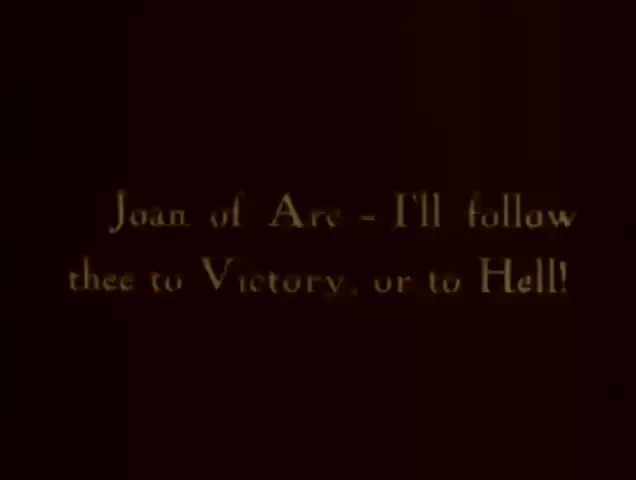 Joan of Arc - I'll follow
thee to Victory, or to Hell!